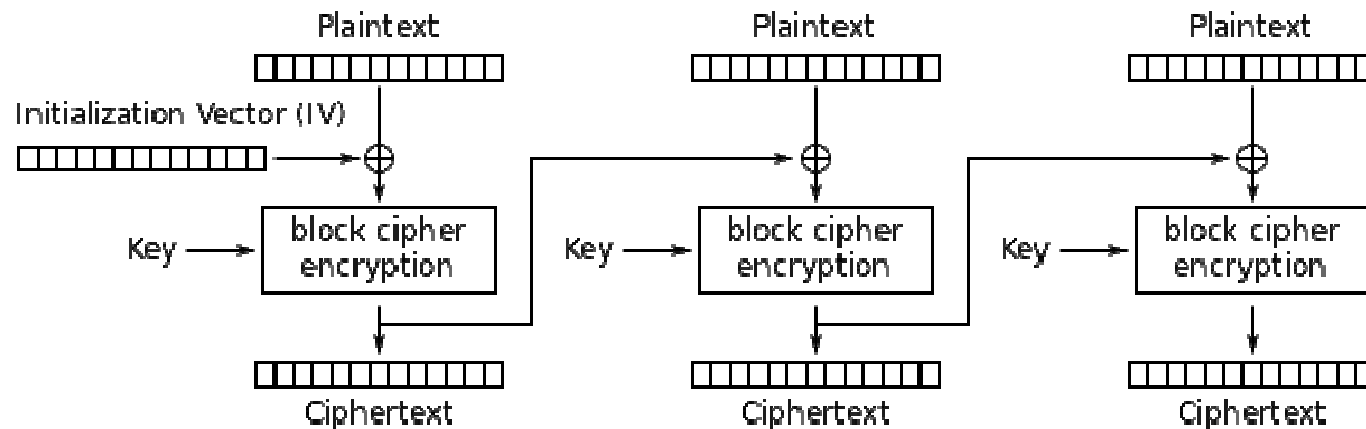 Plaintext
Plaintext
Plaintext
Initialization Vector (IV)
Key
block cipher
encryption
Key
block cipher
encryption
Key
block cipher
encryption
Ciphertext
Ciphertext
Ciphertext